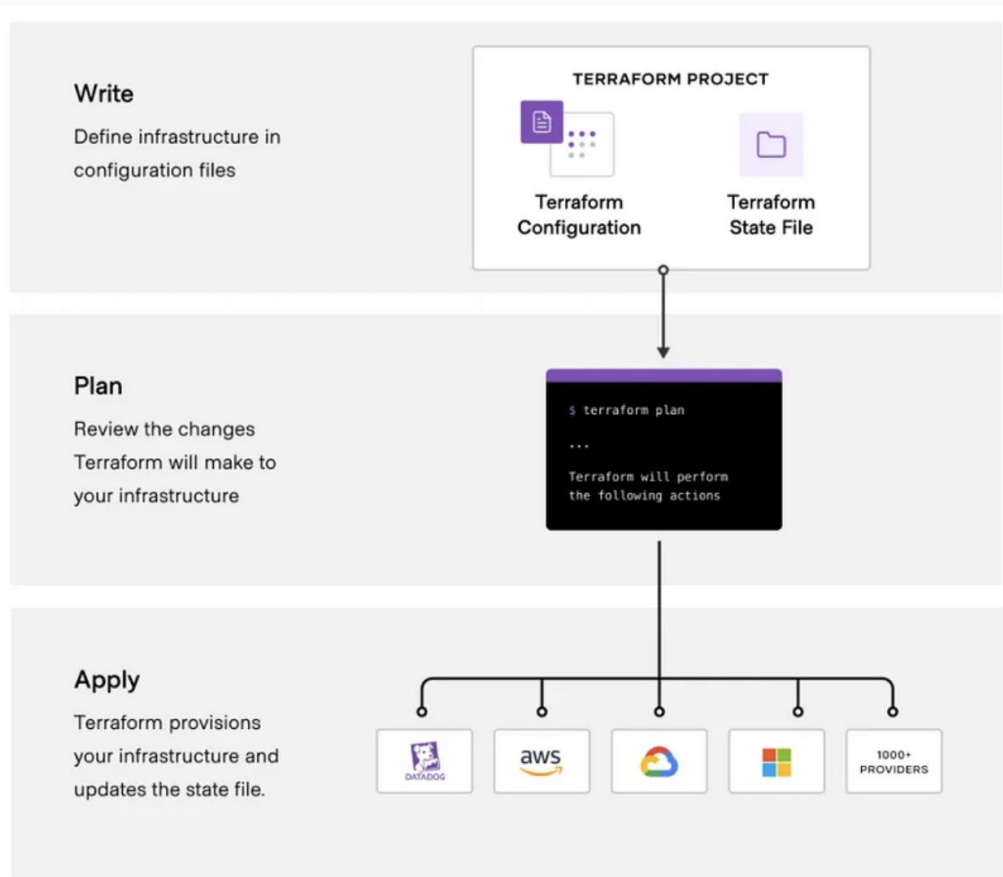 Write
Define infrastructure in
configuration files
TERRAFORM PROJECT
Terraform
Configuration
Terraform
State File
Plan
Review the changes
Terraform will make to
your infrastructure
$ terraform plan
...
Terraform will perform
the following actions
Apply
Terraform provisions
your infrastructure and
updates the state file.
DATADOG
aws
1000+
PROVIDERS